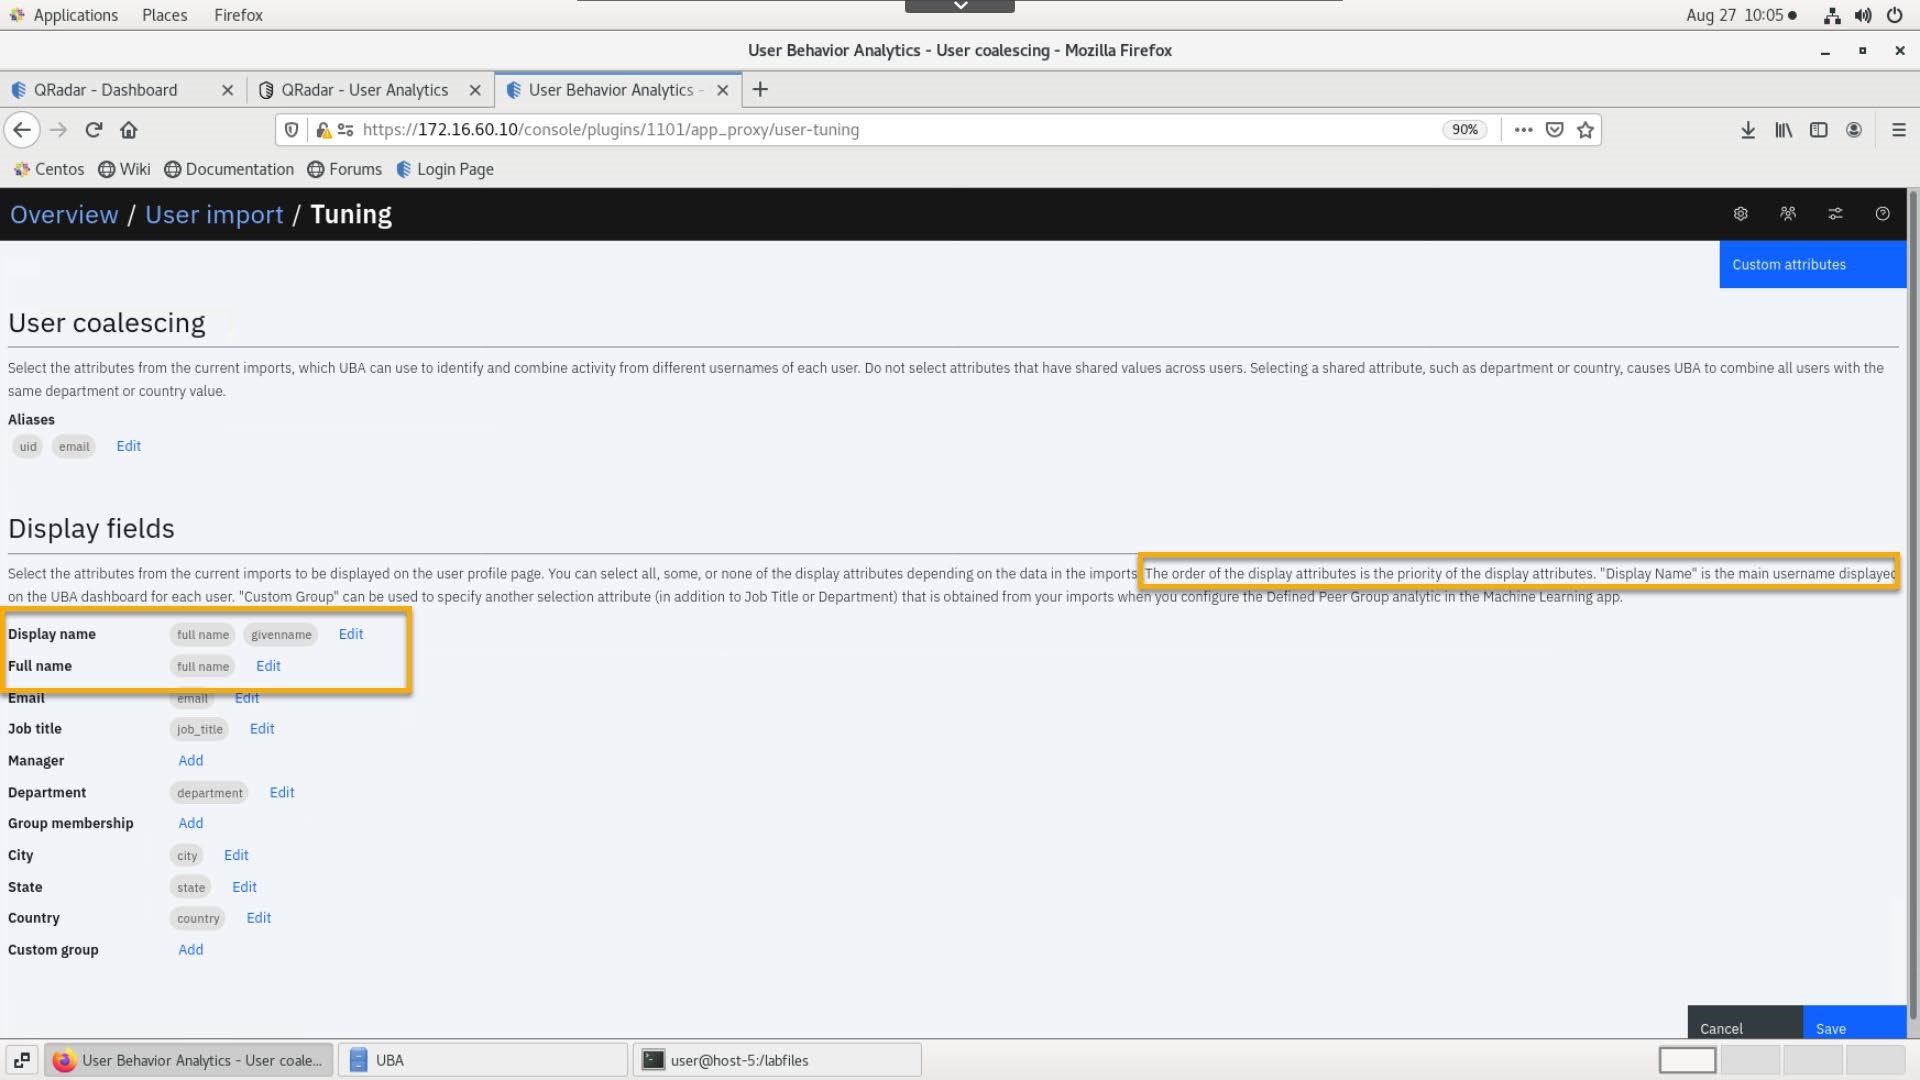 Applications Places Firefox Aug 27 10:05
User Behavior Analytics - User coalescing - Mozilla Firefox
QRadar - Dashboard QRadar - User Analytics User Behavior Analytics -
https://172.16.60.10/console/plugins/1101/app_proxy/user-tuning 90%
Centos Wiki Documentation Forums Login Page
Overview / User import / Tuning
Custom attributes
User coalescing
Select the attributes from the current imports, which UBA can use to identify and combine activity from different usernames of each user. Do not select attributes that have shared values across users. Selecting a shared attribute, such as department or country, causes UBA to combine all users with the
same department or country value.
Aliases
uid email Edit
Display fields
Select the attributes from the current imports to be displayed on the user profile page. You can select all, some, or none of the display attributes depending on the data in the imports. The order of the display attributes is the priority of the display attributes. "Display Name" is the main username displayed
on the UBA dashboard for each user. "Custom Group" can be used to specify another selection attribute (in addition to Job Title or Department) that is obtained from your imports when you configure the Defined Peer Group analytic in the Machine Learning app.
Display name full name givenname Edit
Full name full name Edit
Email email Edit
Job title job_title Edit
Manager Add
Department department Edit
Group membership Add
City city Edit
State state Edit
Country country Edit
Custom group Add
Cancel Save
User Behavior Analytics - User coale... UBA user@host-5:/labfiles